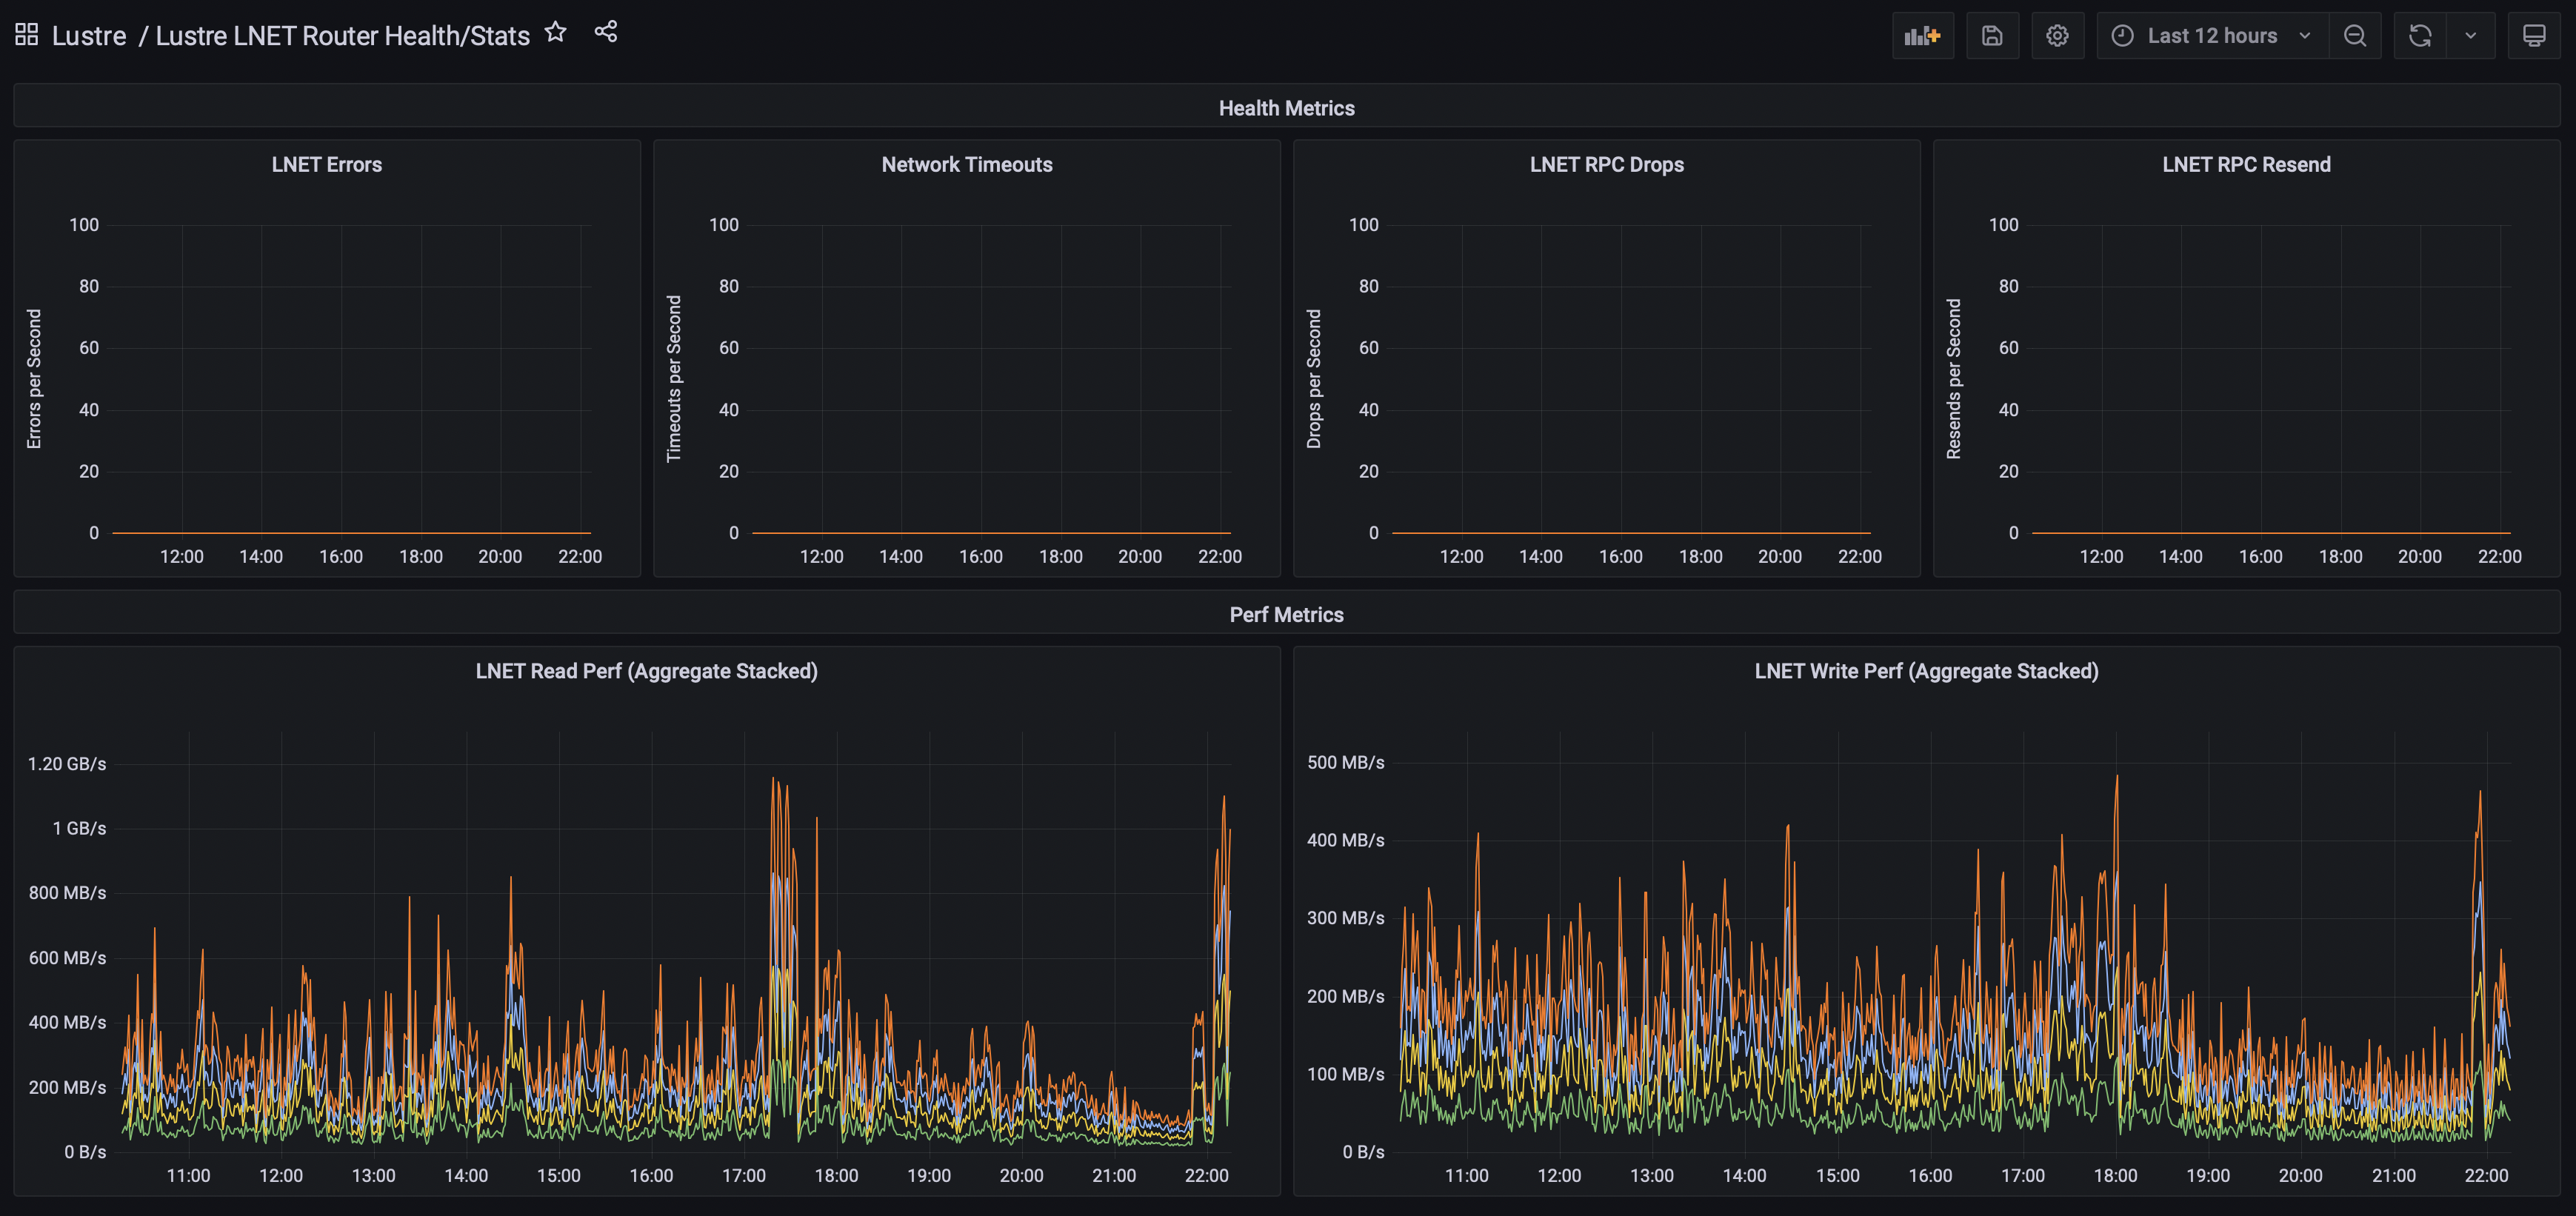 Lustre / Lustre LNET Router Health/Stats
Last 12 hours
Health Metrics
LNET Errors
Errors per Second
100
80
60
40
20
0
12:00 14:00 16:00 18:00 20:00 22:00
Network Timeouts
Timeouts per Second
100
80
60
40
20
0
12:00 14:00 16:00 18:00 20:00 22:00
LNET RPC Drops
Drops per Second
100
80
60
40
20
0
12:00 14:00 16:00 18:00 20:00 22:00
LNET RPC Resend
Resends per Second
100
80
60
40
20
0
12:00 14:00 16:00 18:00 20:00 22:00
Perf Metrics
LNET Read Perf (Aggregate Stacked)
1.20 GB/s
1 GB/s
800 MB/s
600 MB/s
400 MB/s
200 MB/s
0 B/s
11:00 12:00 13:00 14:00 15:00 16:00 17:00 18:00 19:00 20:00 21:00 22:00
LNET Write Perf (Aggregate Stacked)
500 MB/s
400 MB/s
300 MB/s
200 MB/s
100 MB/s
0 B/s
11:00 12:00 13:00 14:00 15:00 16:00 17:00 18:00 19:00 20:00 21:00 22:00